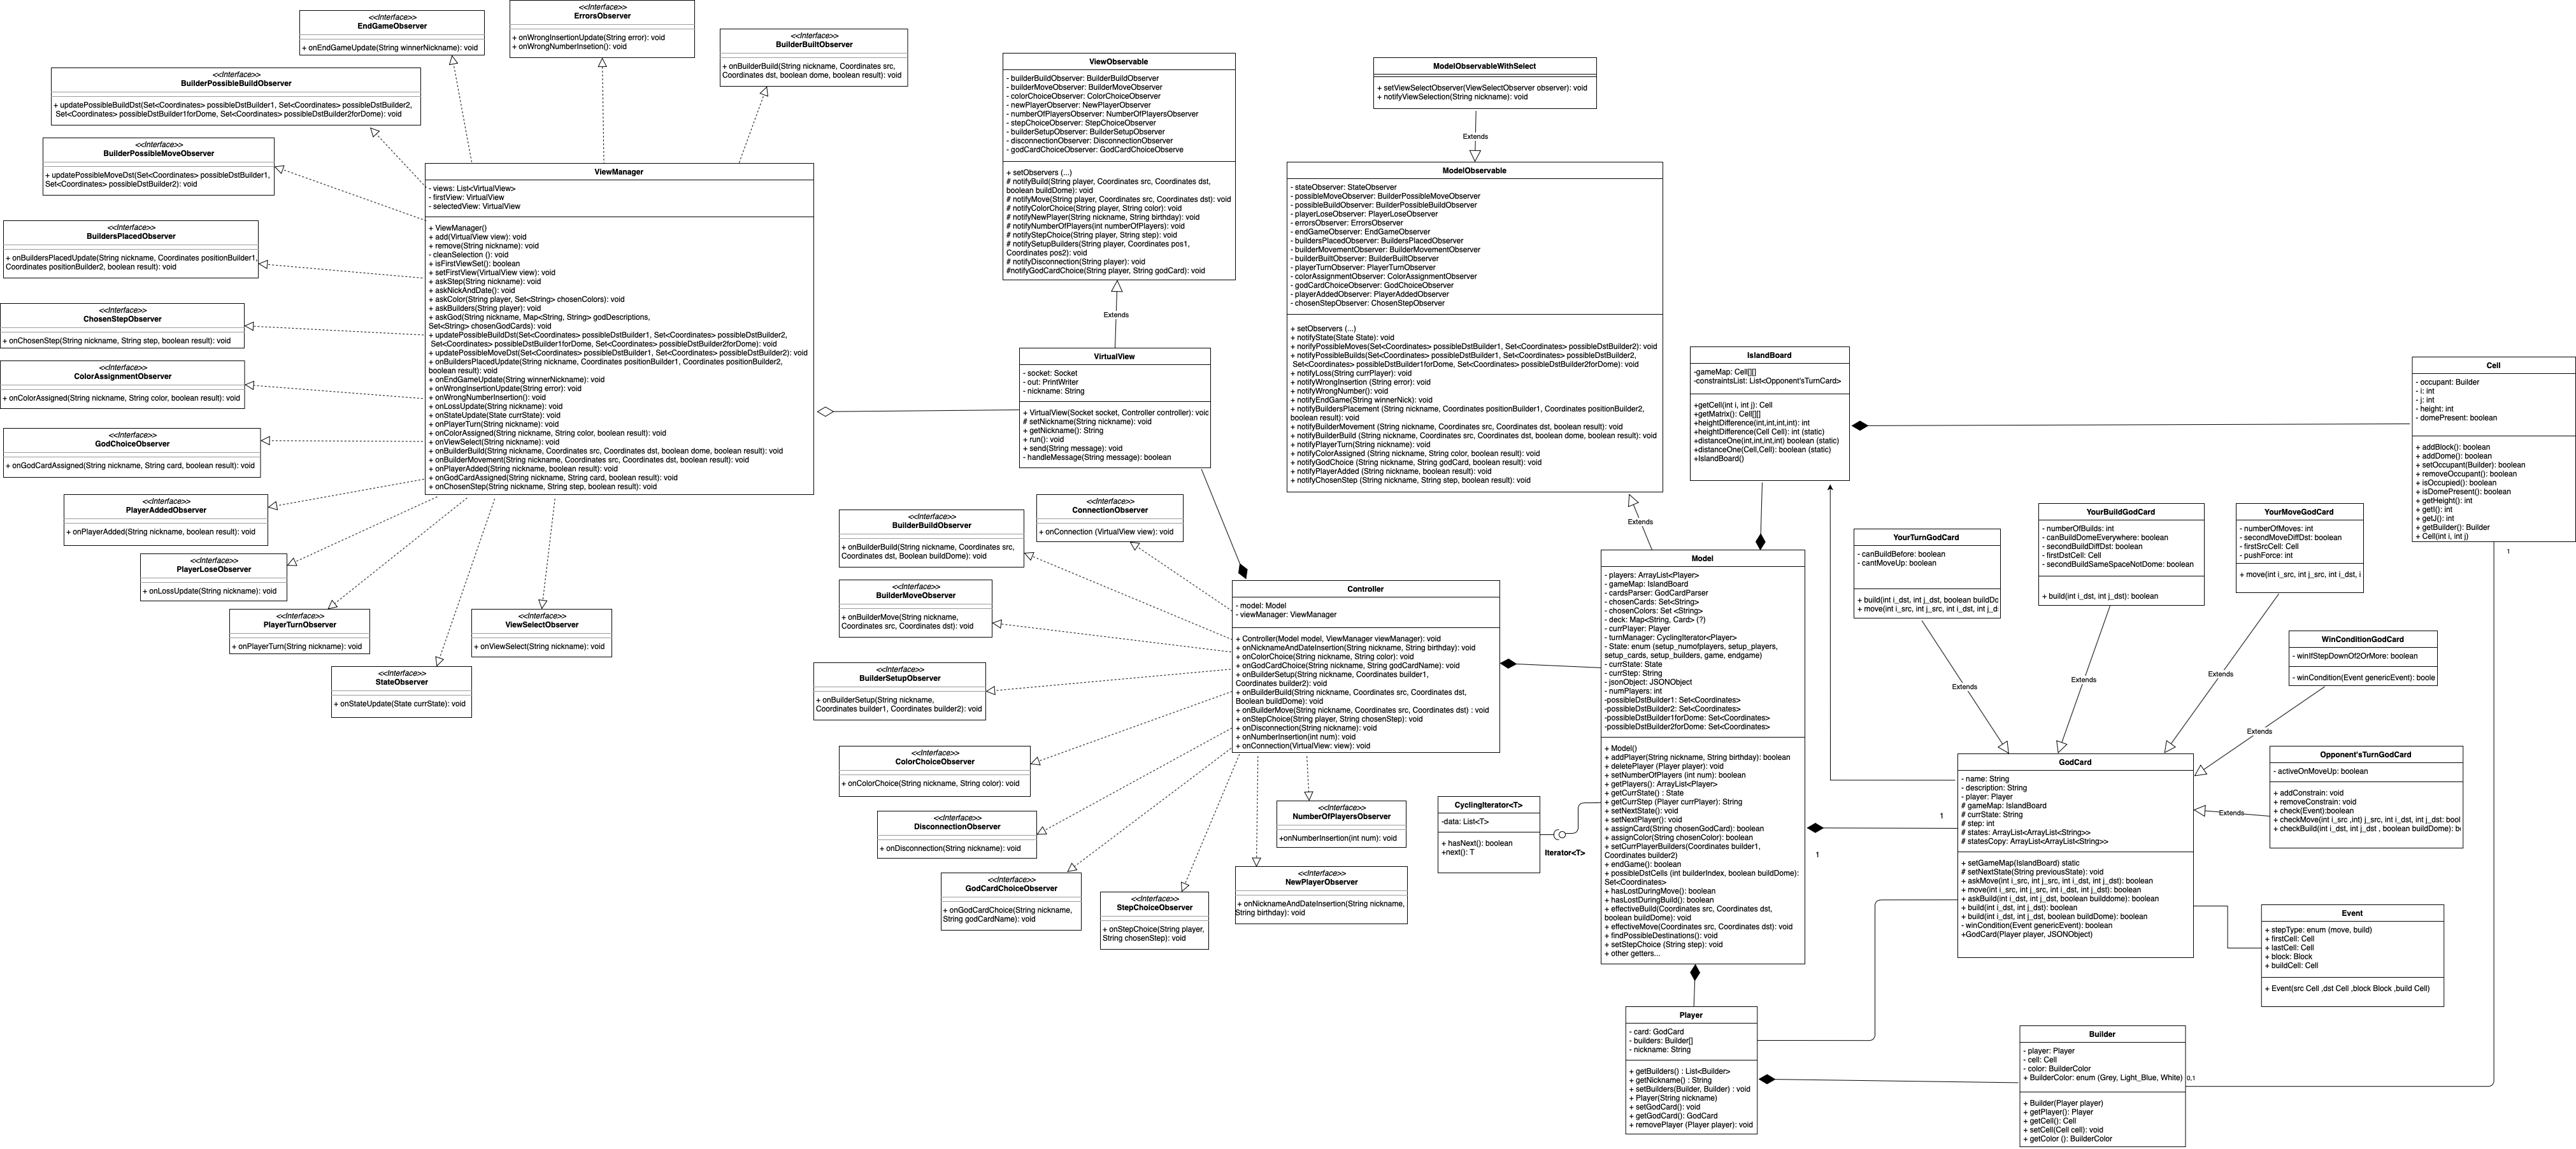 <<Interface>>
EndGameObserver
+ onEndGameUpdate(String winnerNickname): void
<<Interface>>
ErrorsObserver
+ onWrongInsertionUpdate(String error): void
+ onWrongNumberInsetion(): void
<<Interface>>
BuilderBuiltObserver
+ onBuilderBuild(String nickname, Coordinates src,
Coordinates dst, boolean dome, boolean result): void
<<Interface>>
BuilderPossibleBuildObserver
+ updatePossibleBuildDst(Set<Coordinates> possibleDstBuilder1, Set<Coordinates> possibleDstBuilder2,
Set<Coordinates> possibleDstBuilder1forDome, Set<Coordinates> possibleDstBuilder2forDome): void
<<Interface>>
BuilderPossibleMoveObserver
+ updatePossibleMoveDst(Set<Coordinates> possibleDstBuilder1,
Set<Coordinates> possibleDstBuilder2): void
<<Interface>>
BuildersPlacedObserver
+ onBuildersPlacedUpdate(String nickname, Coordinates positionBuilder1,
Coordinates positionBuilder2, boolean result): void
<<Interface>>
ChosenStepObserver
+ onChosenStep(String nickname, String step, boolean result): void
<<Interface>>
ColorAssignmentObserver
+ onColorAssigned(String nickname, String color, boolean result): void
<<Interface>>
GodChoiceObserver
+ onGodCardAssigned(String nickname, String card, boolean result): void
<<Interface>>
PlayerAddedObserver
+ onPlayerAdded(String nickname, boolean result): void
<<Interface>>
PlayerLoseObserver
+ onLossUpdate(String nickname): void
<<Interface>>
PlayerTurnObserver
+ onPlayerTurn(String nickname): void
<<Interface>>
StateObserver
+ onStateUpdate(State currState): void
<<Interface>>
ViewSelectObserver
+ onViewSelect(String nickname): void
ViewManager
- views: List<VirtualView>
- firstView: VirtualView
- selectedView: VirtualView
+ ViewManager()
+ add(VirtualView view): void
+ remove(String nickname): void
- cleanSelection (): void
+ isFirstViewSet(): boolean
+ setFirstView(VirtualView view): void
+ askStep(String nickname): void
+ askNickAndDate(): void
+ askColor(String player, Set<String> chosenColors): void
+ askBuilders(String player): void
+ askGod(String nickname, Map<String, String> godDescriptions,
Set<String> chosenGodCards): void
+ updatePossibleBuildDst(Set<Coordinates> possibleDstBuilder1, Set<Coordinates> possibleDstBuilder2,
Set<Coordinates> possibleDstBuilder1forDome, Set<Coordinates> possibleDstBuilder2forDome): void
+ updatePossibleMoveDst(Set<Coordinates> possibleDstBuilder1, Set<Coordinates> possibleDstBuilder2): void
+ onBuildersPlacedUpdate(String nickname, Coordinates positionBuilder1, Coordinates positionBuilder2,
boolean result): void
+ onEndGameUpdate(String winnerNickname): void
+ onWrongInsertionUpdate(String error): void
+ onWrongNumberInsertion(): void
+ onLossUpdate(String nickname): void
+ onStateUpdate(State currState): void
+ onPlayerTurn(String nickname): void
+ onColorAssigned(String nickname, String color, boolean result): void
+ onViewSelect(String nickname): void
+ onBuilderBuild(String nickname, Coordinates src, Coordinates dst, boolean dome, boolean result): void
+ onBuilderMovement(String nickname, Coordinates src, Coordinates dst, boolean result): void
+ onPlayerAdded(String nickname, boolean result): void
+ onGodCardAssigned(String nickname, String card, boolean result): void
+ onChosenStep(String nickname, String step, boolean result): void
ViewObservable
- builderBuildObserver: BuilderBuildObserver
- builderMoveObserver: BuilderMoveObserver
- colorChoiceObserver: ColorChoiceObserver
- newPlayerObserver: NewPlayerObserver
- numberOfPlayersObserver: NumberOfPlayersObserver
- stepChoiceObserver: StepChoiceObserver
- builderSetupObserver: BuilderSetupObserver
- disconnectionObserver: DisconnectionObserver
- godCardChoiceObserver: GodCardChoiceObserve
+ setObservers (...)
# notifyBuild(String player, Coordinates src, Coordinates dst,
boolean buildDome): void
# notifyMove(String player, Coordinates src, Coordinates dst): void
# notifyColorChoice(String player, String color): void
# notifyNewPlayer(String nickname, String birthday): void
# notifyNumberOfPlayers(int numberOfPlayers): void
# notifyStepChoice(String player, String step): void
# notifySetupBuilders(String player, Coordinates pos1,
Coordinates pos2): void
# notifyDisconnection(String player): void
#notifyGodCardChoice(String player, String godCard): void
Extends
VirtualView
- socket: Socket
- out: PrintWriter
- nickname: String
+ VirtualView(Socket socket, Controller controller): voic
# setNickname(String nickname): void
+ getNickname(): String
+ run(): void
+ send(String message): void
- handleMessage(String message): boolean
ModelObservableWithSelect
+ setViewSelectObserver(ViewSelectObserver observer): void
+ notifyViewSelection(String nickname): void
Extends
ModelObservable
- stateObserver: StateObserver
- possibleMoveObserver: BuilderPossibleMoveObserver
- possibleBuildObserver: BuilderPossibleBuildObserver
- playerLoseObserver: PlayerLoseObserver
- errorsObserver: ErrorsObserver
- endGameObserver: EndGameObserver
- buildersPlacedObserver: BuildersPlacedObserver
- builderMovementObserver: BuilderMovementObserver
- builderBuiltObserver: BuilderBuiltObserver
- playerTurnObserver: PlayerTurnObserver
- colorAssignmentObserver: ColorAssignmentObserver
- godCardChoiceObserver: GodChoiceObserver
- playerAddedObserver: PlayerAddedObserver
- chosenStepObserver: ChosenStepObserver
+ setObservers (...)
+ notifyState(State State): void
+ norifyPossibleMoves(Set<Coordinates> possibleDstBuilder1, Set<Coordinates> possibleDstBuilder2): void
+ notifyPossibleBuilds(Set<Coordinates> possibleDstBuilder1, Set<Coordinates> possibleDstBuilder2,
Set<Coordinates> possibleDstBuilder1forDome, Set<Coordinates> possibleDstBuilder2forDome): void
+ notifyLoss(String currPlayer): void
+ notifyWrongInsertion (String error): void
+ notifyWrongNumber(): void
+ notifyEndGame(String winnerNick): void
+ notifyBuildersPlacement (String nickname, Coordinates positionBuilder1, Coordinates positionBuilder2,
boolean result): void
+ notifyBuilderMovement (String nickname, Coordinates src, Coordinates dst, boolean result): void
+ notifyBuilderBuild (String nickname, Coordinates src, Coordinates dst, boolean dome, boolean result): void
+ notifyPlayerTurn(String nickname): void
+ notifyColorAssigned (String nickname, String color, boolean result): void
+ notifyGodChoice (String nickname, String godCard, boolean result): void
+ notifyPlayerAdded (String nickname, boolean result): void
+ notifyChosenStep (String nickname, String step, boolean result): void
Extends
<<Interface>>
ConnectionObserver
+ onConnection (VirtualView view): void
<<Interface>>
BuilderBuildObserver
+ onBuilderBuild(String nickname, Coordinates src,
Coordinates dst, Boolean buildDome): void
<<Interface>>
BuilderMoveObserver
+ onBuilderMove(String nickname,
Coordinates src, Coordinates dst): void
<<Interface>>
BuilderSetupObserver
+ onBuilderSetup(String nickname,
Coordinates builder1, Coordinates builder2): void
<<Interface>>
ColorChoiceObserver
+ onColorChoice(String nickname, String color): void
<<Interface>>
DisconnectionObserver
+ onDisconnection(String nickname): void
<<Interface>>
GodCardChoiceObserver
+ onGodCardChoice(String nickname,
String godCardName): void
<<Interface>>
StepChoiceObserver
+ onStepChoice(String player,
String chosenStep): void
<<Interface>>
NewPlayerObserver
+ onNicknameAndDateInsertion(String nickname,
String birthday): void
<<Interface>>
NumberOfPlayersObserver
+onNumberInsertion(int num): void
Controller
- model: Model
- viewManager: ViewManager
+ Controller(Model model, ViewManager viewManager): void
+ onNicknameAndDateInsertion(String nickname, String birthday): void
+ onColorChoice(String nickname, String color): void
+ onGodCardChoice(String nickname, String godCardName): void
+ onBuilderSetup(String nickname, Coordinates builder1,
Coordinates builder2): void
+ onBuilderBuild(String nickname, Coordinates src, Coordinates dst,
Boolean buildDome): void
+ onBuilderMove(String nickname, Coordinates src, Coordinates dst) : void
+ onStepChoice(String player, String chosenStep): void
+ onDisconnection(String nickname): void
+ onNumberInsertion(int num): void
+ onConnection(VirtualView: view): void
CyclingIterator<T>
-data: List<T>
+ hasNext(): boolean
+next(): T
Iterator<T>
Model
- players: ArrayList<Player>
- gameMap: IslandBoard
- cardsParser: GodCardParser
- chosenCards: Set<String>
- chosenColors: Set <String>
- deck: Map<String, Card> (?)
- currPlayer: Player
- turnManager: CyclingIterator<Player>
- State: enum (setup_numofplayers, setup_players,
setup_cards, setup_builders, game, endgame)
- currState: State
- currStep: String
- jsonObject: JSONObject
- numPlayers: int
-possibleDstBuilder1: Set<Coordinates>
-possibleDstBuilder2: Set<Coordinates>
-possibleDstBuilder1forDome: Set<Coordinates>
-possibleDstBuilder2forDome: Set<Coordinates>
+ Model()
+ addPlayer(String nickname, String birthday): boolean
+ deletePlayer (Player player): void
+ setNumberOfPlayers (int num): boolean
+ getPlayers(): ArrayList<Player>
+ getCurrState() : State
+ getCurrStep (Player currPlayer): String
+ setNextState(): void
+ setNextPlayer(): void
+ assignCard(String chosenGodCard): boolean
+ assignColor(String chosenColor): boolean
+ setCurrPlayerBuilders(Coordinates builder1,
Coordinates builder2)
+ endGame(): boolean
+ possibleDstCells (int builderIndex, boolean buildDome):
Set<Coordinates>
+ hasLostDuringMove(): boolean
+ hasLostDuringBuild(): boolean
+ effectiveBuild(Coordinates src, Coordinates dst,
boolean buildDome): void
+ effectiveMove(Coordinates src, Coordinates dst): void
+ findPossibleDestinations(): void
+ setStepChoice (String step): void
+ other getters...
IslandBoard
-gameMap: Cell[][]
-constraintsList: List<Opponent'sTurnCard>
+getCell(int i, int j): Cell
+getMatrix(): Cell[][]
+heightDifference(int,int,int,int): int
+heightDifference(Cell Cell): int (static)
+distanceOne(int,int,int,int) boolean (static)
+distanceOne(Cell,Cell): boolean (static)
+IslandBoard()
Cell
- occupant: Builder
- i: int
- j: int
- height: int
- domePresent: boolean
+ addBlock(): boolean
+ addDome(): boolean
+ setOccupant(Builder): boolean
+ removeOccupant(): boolean
+ isOccupied(): boolean
+ isDomePresent(): boolean
+ getHeight(): int
+ getI(): int
+ getJ(): int
+ getBuilder(): Builder
+ Cell(int i, int j)
1
YourTurnGodCard
- canBuildBefore: boolean
- cantMoveUp: boolean
+ build(int i_dst, int j_dst, boolean buildDc
+ move(int i_src, int j_src, int i_dst, int j_d
YourBuildGodCard
- numberOfBuilds: int
- canBuildDomeEverywhere: boolean
- secondBuildDiffDst: boolean
- firstDstCell: Cell
- secondBuildSameSpaceNotDome: boolean
+ build(int i_dst, int j_dst): boolean
YourMoveGodCard
- numberOfMoves: int
- secondMoveDiffDst: boolean
- firstSrcCell: Cell
- pushForce: int
+ move(int i_src, int j_src, int i_dst, i
WinConditionGodCard
- winIfStepDownOf2OrMore: boolean
- winCondition(Event genericEvent): boole
Extends
Extends
Extends
Extends
Opponent'sTurnGodCard
- activeOnMoveUp: boolean
+ addConstrain: void
+ removeConstrain: void
+ check(Event):boolean
+ checkMove(int i_src ,int) j_src, int i_dst, int j_dst: bool
+ checkBuild(int i_dst, int j_dst , boolean buildDome): b
Extends
GodCard
- name: String
- description: String
- player: Player
# gameMap: IslandBoard
# currState: String
# step: int
# states: ArrayList<ArrayList<String>>
# statesCopy: ArrayList<ArrayList<String>>
+ setGameMap(IslandBoard) static
# setNextState(String previousState): void
+ askMove(int i_src, int j_src, int i_dst, int j_dst): boolean
+ move(int i_src, int j_src, int i_dst, int j_dst): boolean
+ askBuild(int i_dst, int j_dst, boolean builddome): boolean
+ build(int i_dst, int j_dst): boolean
+ build(int i_dst, int j_dst, boolean buildDome): boolean
- winCondition(Event genericEvent): boolean
+GodCard(Player player, JSONObject)
1
1
Event
+ stepType: enum (move, build)
+ firstCell: Cell
+ lastCell: Cell
+ block: Block
+ buildCell: Cell
+ Event(src Cell ,dst Cell ,block Block ,build Cell)
Player
- card: GodCard
- builders: Builder[]
- nickname: String
+ getBuilders() : List<Builder>
+ getNickname() : String
+ setBuilders(Builder, Builder) : void
+ Player(String nickname)
+ setGodCard(): void
+ getGodCard(): GodCard
+ removePlayer (Player player): void
Builder
- player: Player
- cell: Cell
- color: BuilderColor
+ BuilderColor: enum (Grey, Light_Blue, White)
0,1
+ Builder(Player player)
+ getPlayer(): Player
+ getCell(): Cell
+ setCell(Cell cell): void
+ getColor (): BuilderColor